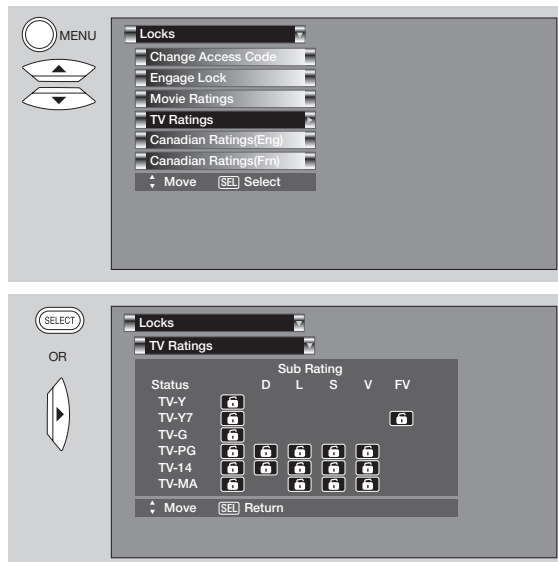 MENU
Locks
Change Access Code
Engage Lock
Movie Ratings
TV Ratings
Canadian Ratings(Eng)
Canadian Ratings(Frn)
Move SEL Select
SELECT
OR
Locks
TV Ratings
Sub Rating
Status D L S V FV
TV-Y
TV-Y7
TV-G
TV-PG
TV-14
TV-MA
Move SEL Return